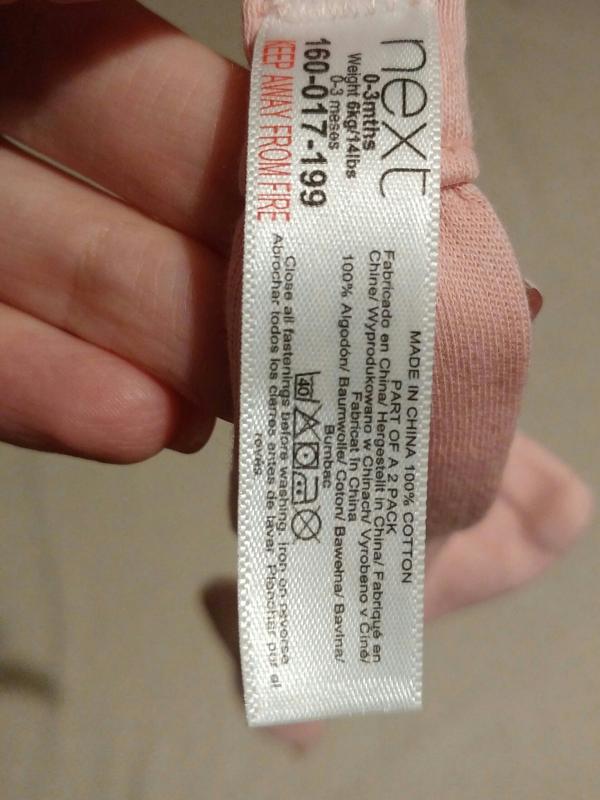 next
0-3mths
Weight 6kg/14lbs
0-3 meses
160-017-199
KEEP AWAY FROM FIRE
MADE IN CHINA 100% COTTON
PART OF A 2 PACK
Fabricado en China/ Hergestellt in China/ Fabriqué en
Chine/ Wyprodukowano w Chinach/ Vyrobeno v Číně/
Fabricat în China
100% Algodón/ Baumwolle/ Coton/ Bawełna/ Bavlna/
Bumbac
40
Close all fastenings before washing. Iron on reverse
Abrochar todos los cierres antes de lavar. Planchar por el
revés